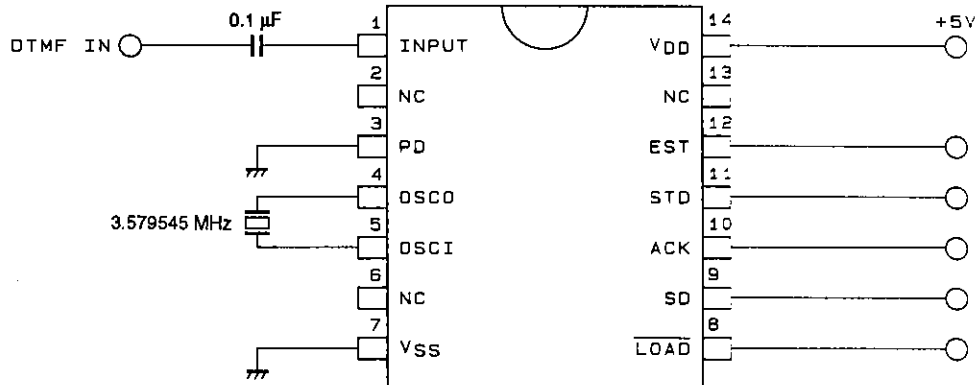 0.1 µF
DTMF IN
1 INPUT
2 NC
3 PD
4 OSCO
3.579545 MHz
5 OSCI
6 NC
7 VSS
14 VDD +5V
13 NC
12 EST
11 STD
10 ACK
9 SD
8 LOAD